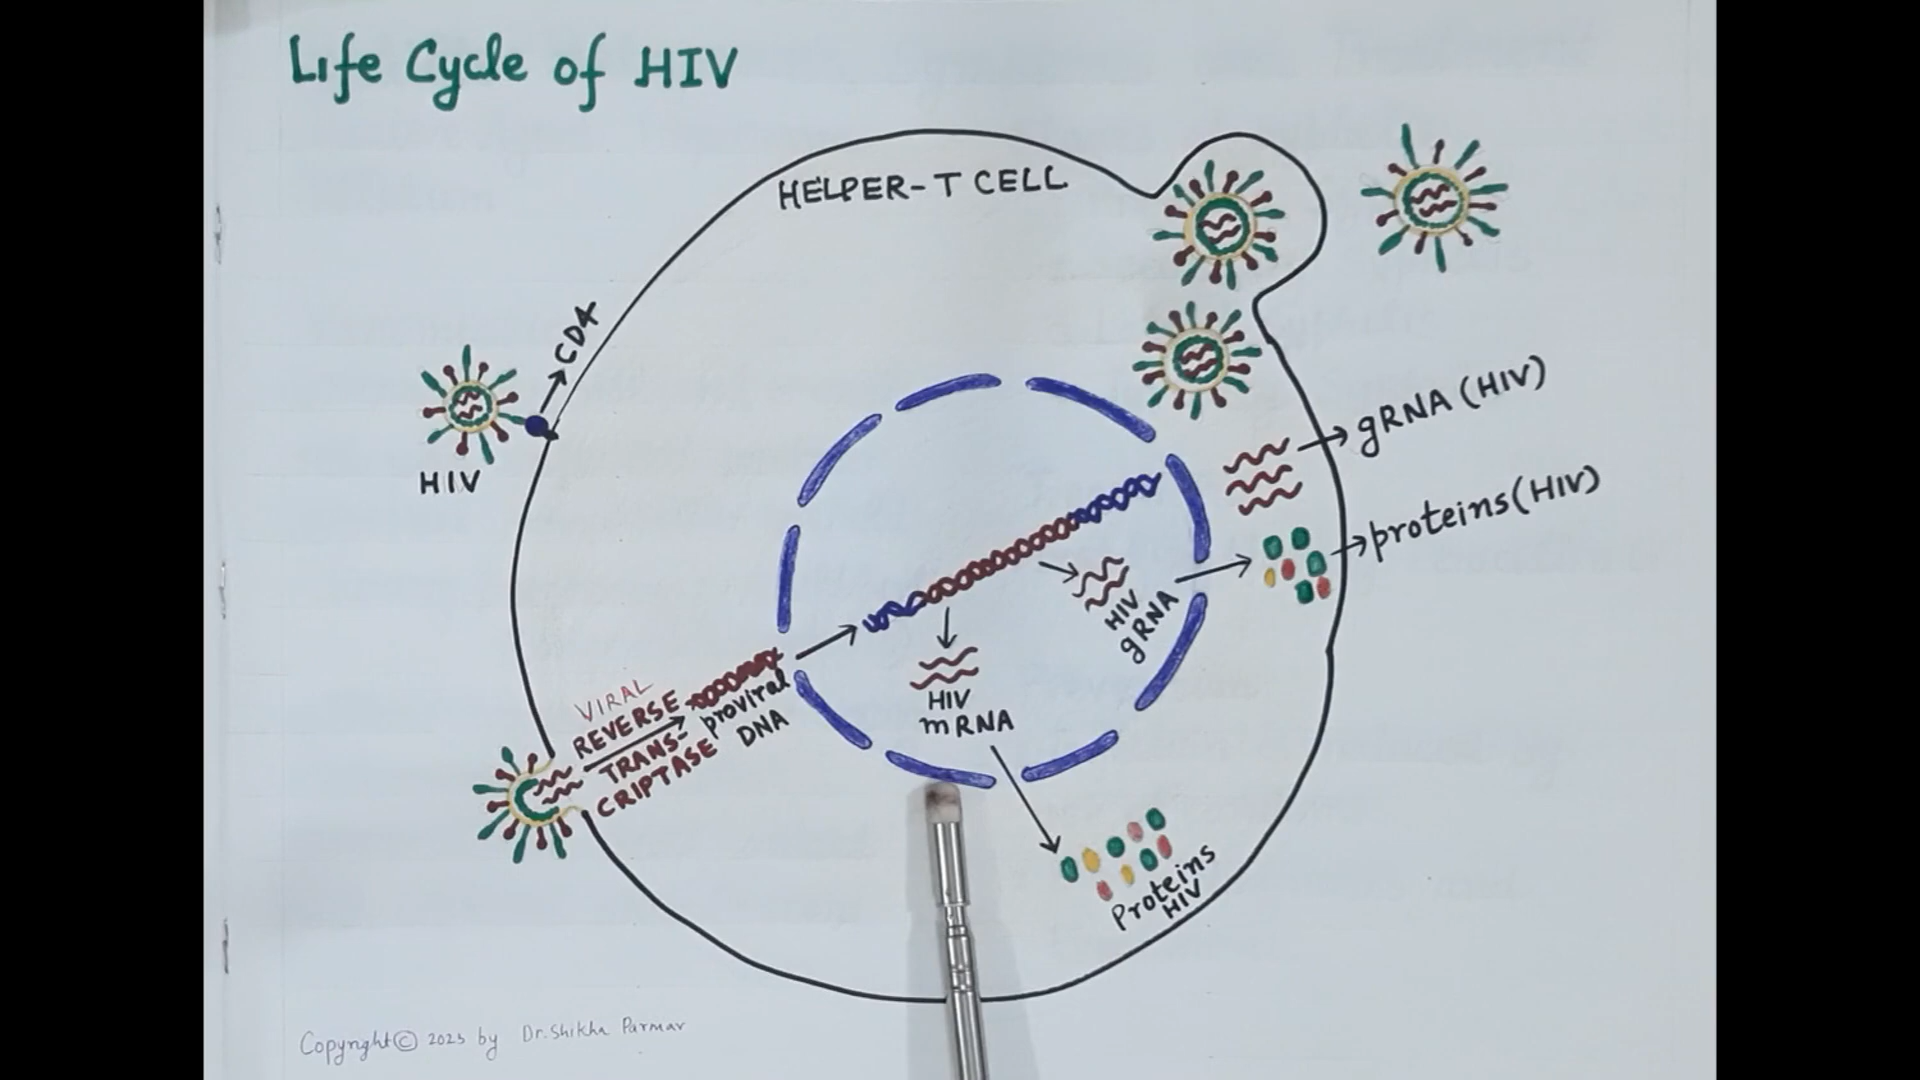 Life Cycle of HIV
HELPER-T CELL
CD4
HIV
gRNA (HIV)
proteins (HIV)
HIV
gRNA
VIRAL
REVERSE
TRANS-
CRIPTASE
proviral
DNA
HIV
mRNA
Proteins
HIV
Copyright © 2025 by Dr. Shikha Parmar